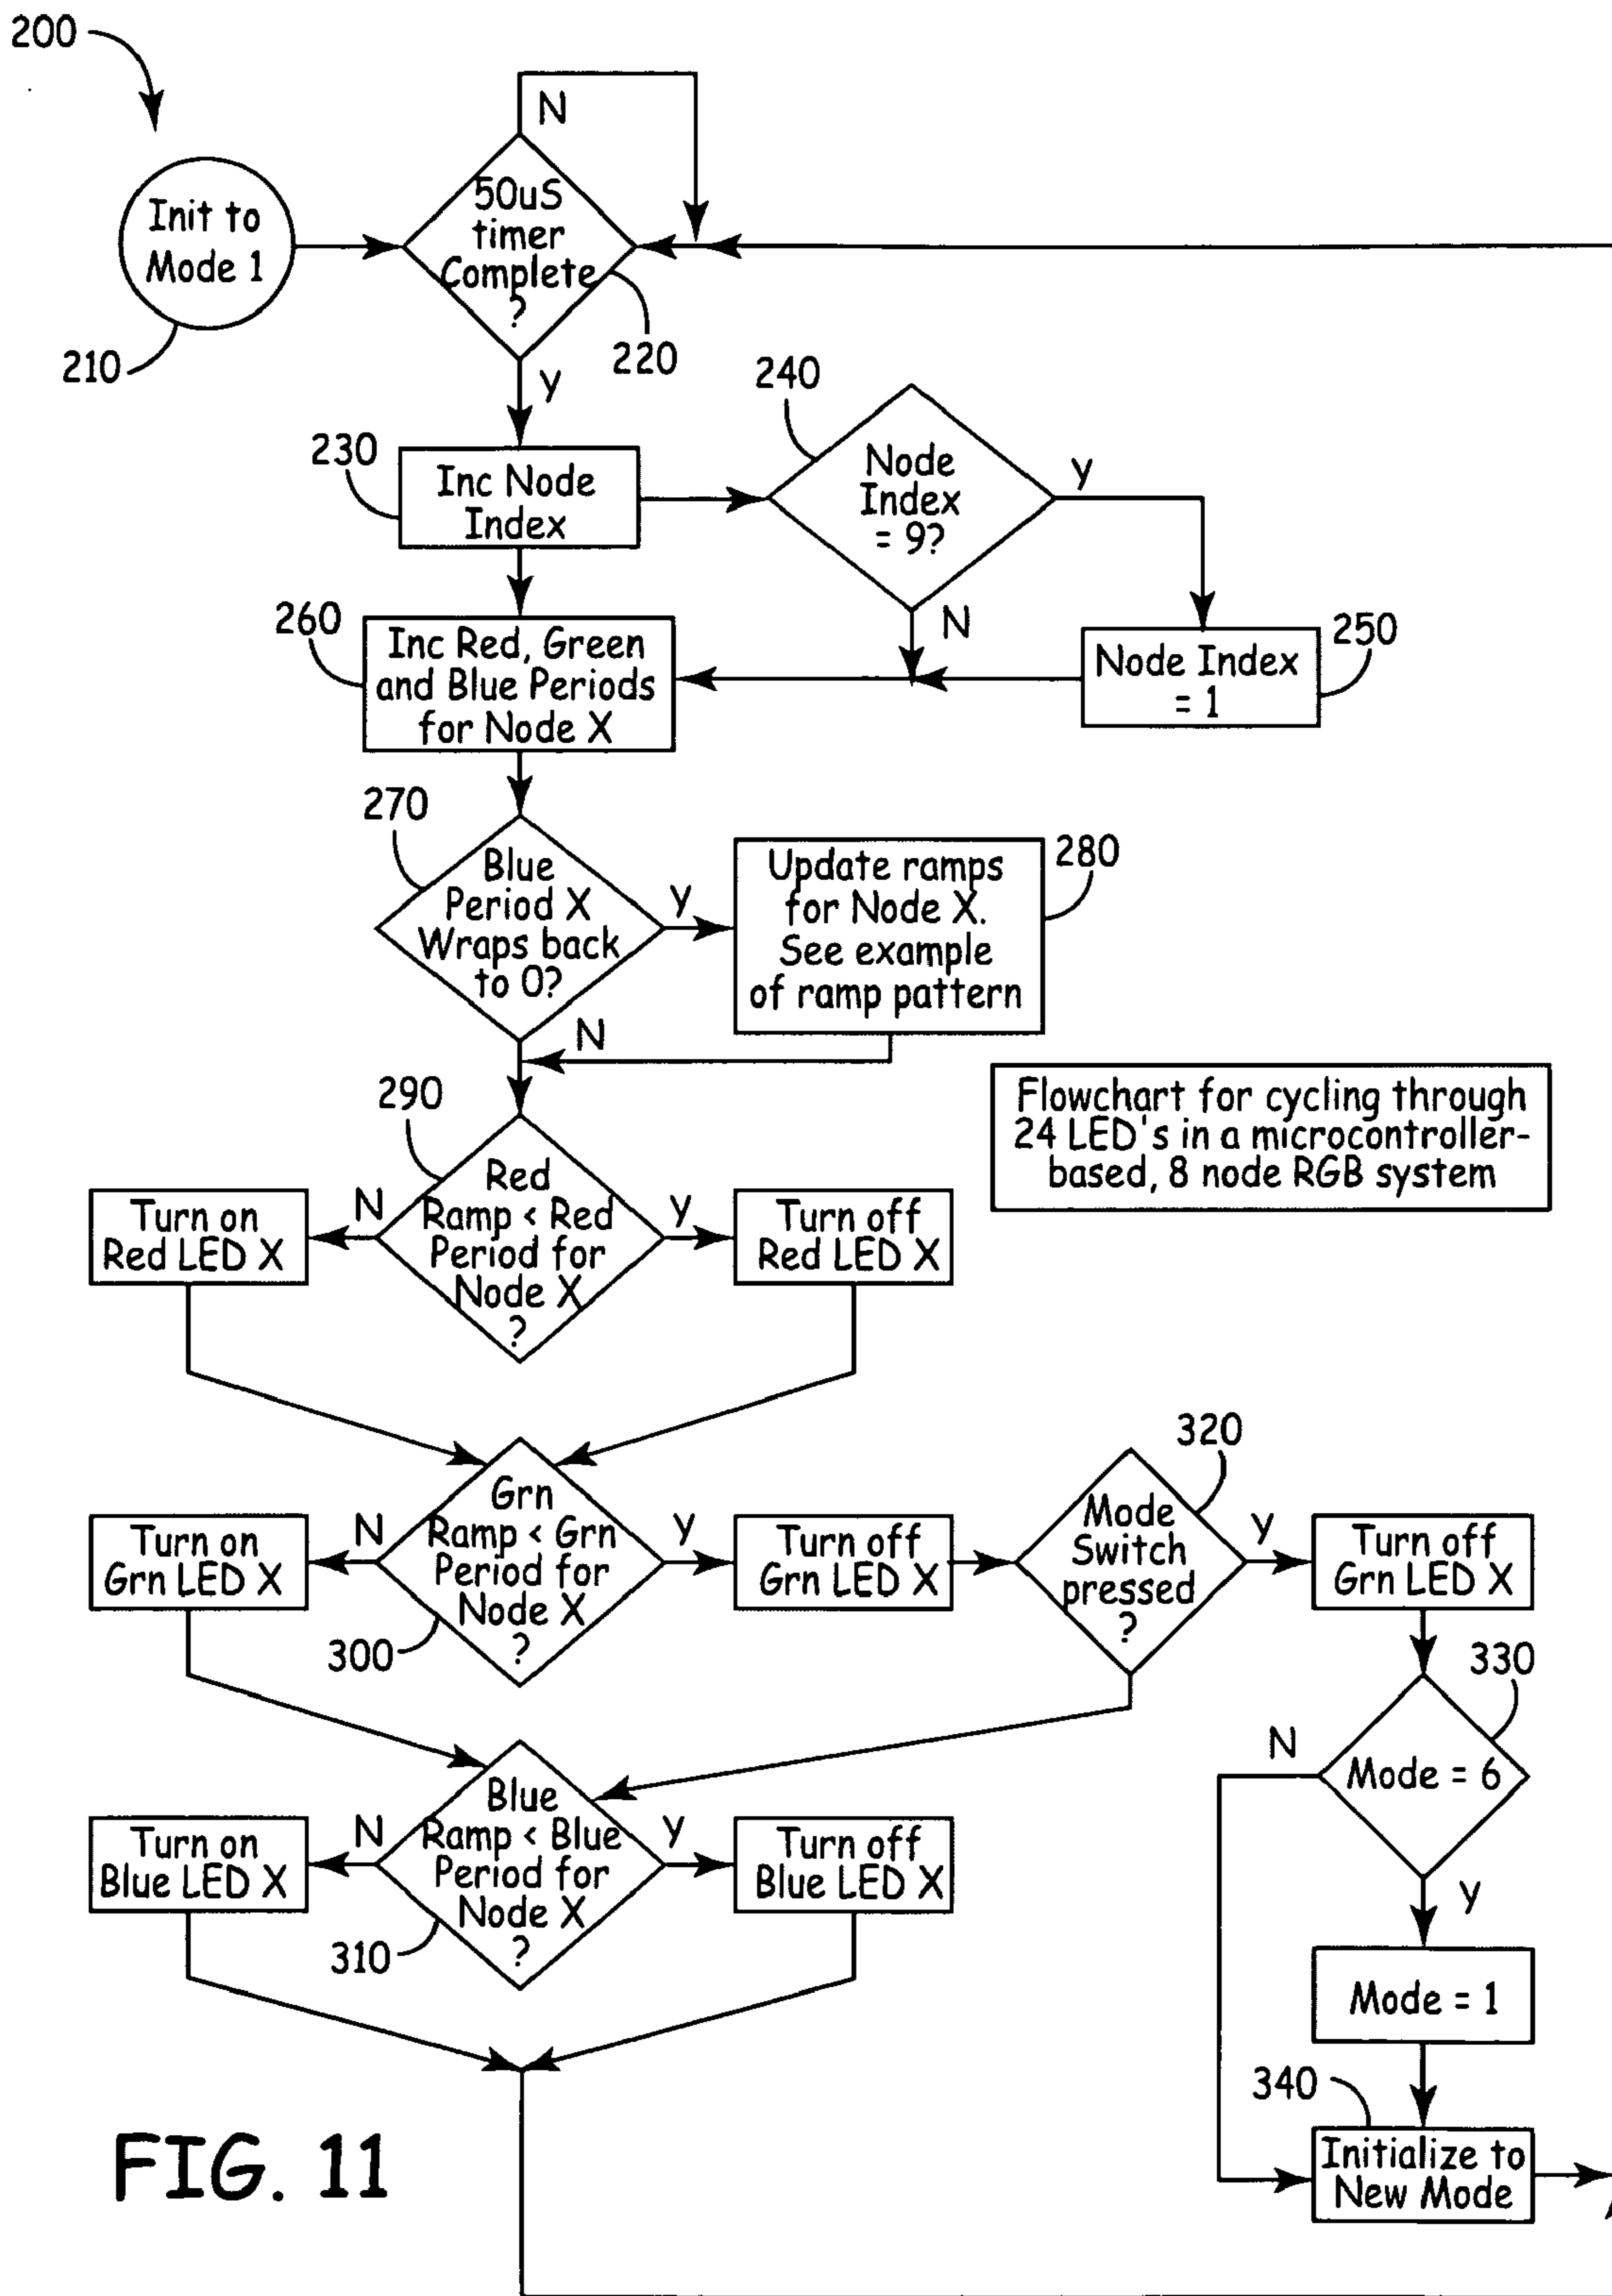 200
N
Init to
Mode 1
210
50uS
timer
Complete
?
220
Y
230
Inc Node
Index
240
Node
Index
= 9?
Y
N
250
Node Index
= 1
260
Inc Red, Green
and Blue Periods
for Node X
270
Blue
Period X
Wraps back
to 0?
Y
N
280
Update ramps
for Node X.
See example
of ramp pattern
Flowchart for cycling through
24 LED's in a microcontroller-
based, 8 node RGB system
290
Red
Ramp < Red
Period for
Node X
?
N
Y
Turn on
Red LED X
Turn off
Red LED X
300
Grn
Ramp < Grn
Period for
Node X
?
N
Y
Turn on
Grn LED X
Turn off
Grn LED X
320
Mode
Switch
pressed
?
Y
Turn off
Grn LED X
330
Mode = 6
N
Y
310
Blue
Ramp < Blue
Period for
Node X
?
N
Y
Turn on
Blue LED X
Turn off
Blue LED X
Mode = 1
340
Initialize to
New Mode
FIG. 11